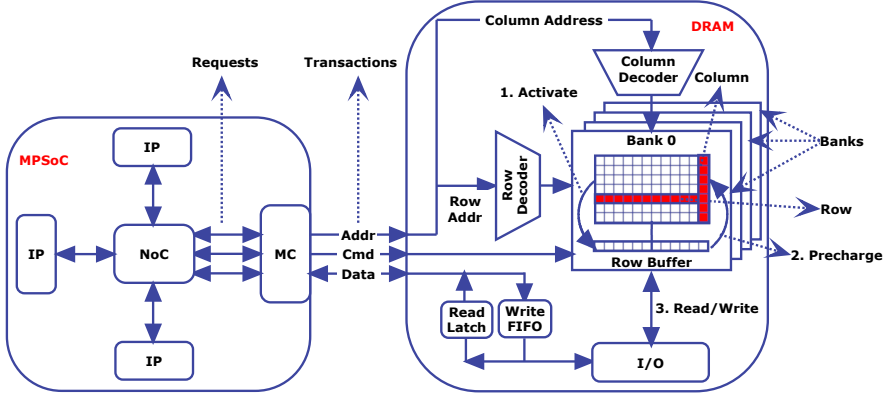 Column Address
DRAM
Requests
Transactions
Column
Decoder
Column
1. Activate
MPSoC
IP
Bank 0
Banks
Row
Decoder
Row
Addr
Row
IP
NoC
MC
Addr
Cmd
Data
Row Buffer
2. Precharge
Read
Latch
Write
FIFO
3. Read/Write
IP
I/O